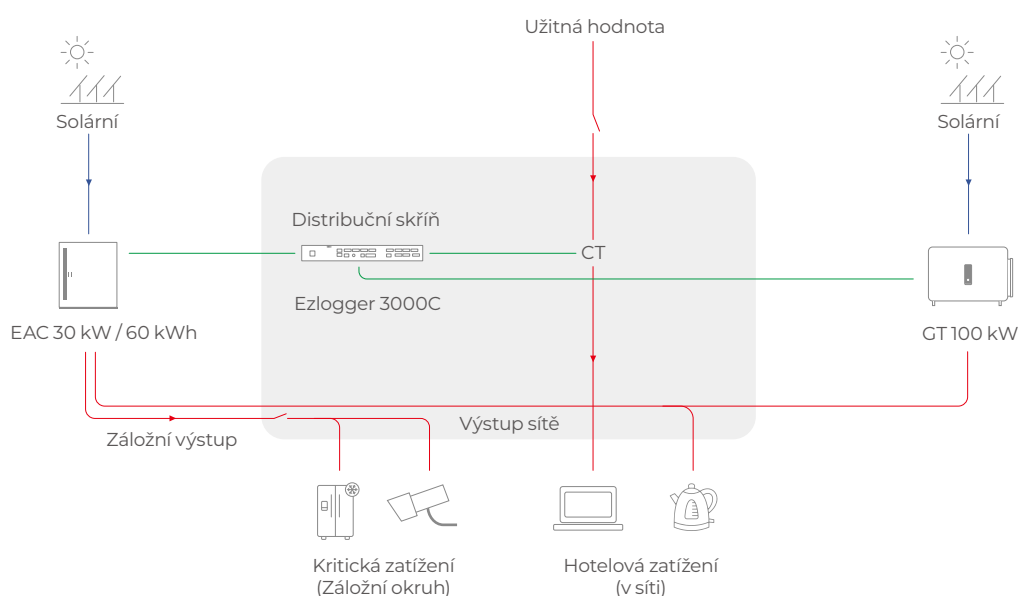 Užitná hodnota
Solární
Solární
Distribuční skříň
CT
Ezlogger 3000C
EAC 30 kW / 60 kWh
GT 100 kW
Výstup sítě
Záložní výstup
Kritická zatížení
(Záložní okruh)
Hotelová zatížení
(v síti)